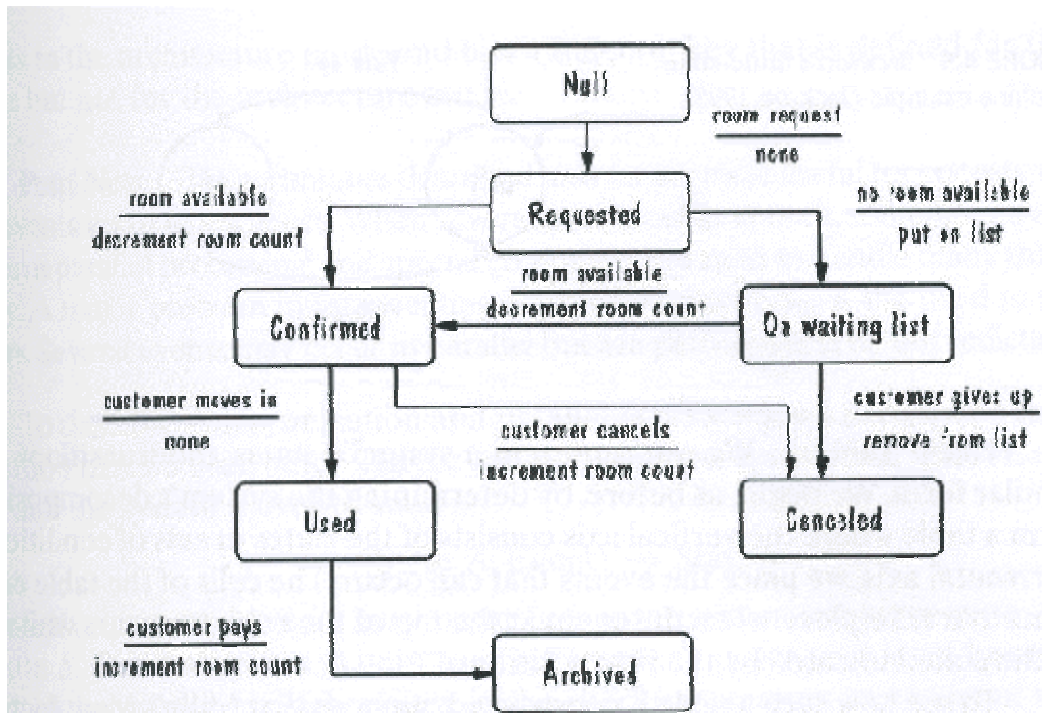 Null
room request
none
room available
decrement room count
Requested
no room available
put on list
room available
decrement room count
Confirmed
On waiting list
customer moves in
none
customer cancels
increment room count
customer gives up
remove from list
Used
Canceled
customer pays
increment room count
Archives